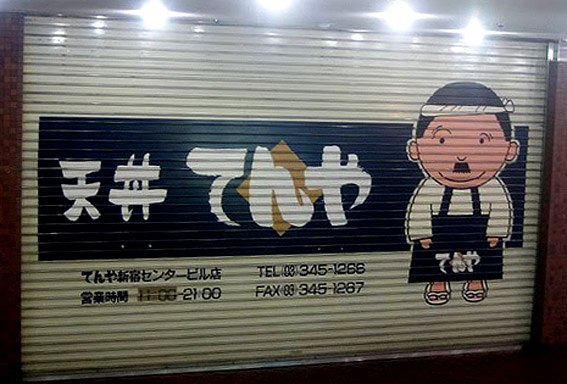 天丼 てんや
てんや新宿センタービル店
営業時間 11:00-21:00
TEL(03)345-1266
FAX(03)345-1267
てんや